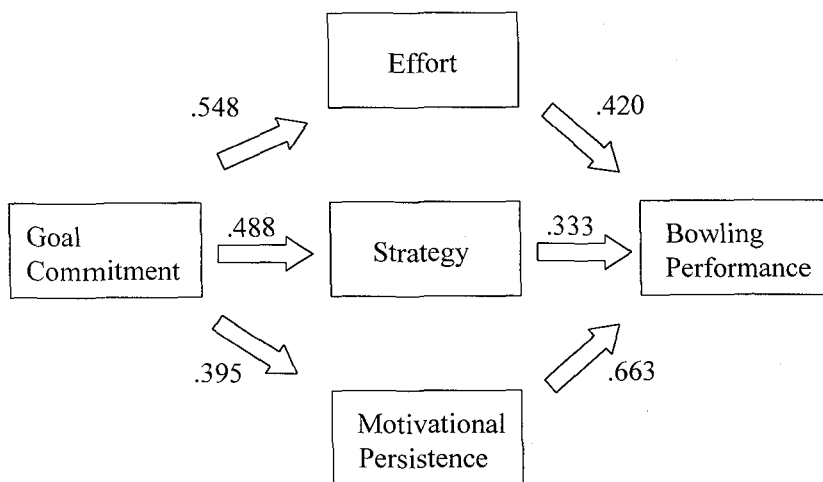 Effort
.548
.420
Goal
Commitment
.488
Strategy
.333
Bowling
Performance
.395
.663
Motivational
Persistence